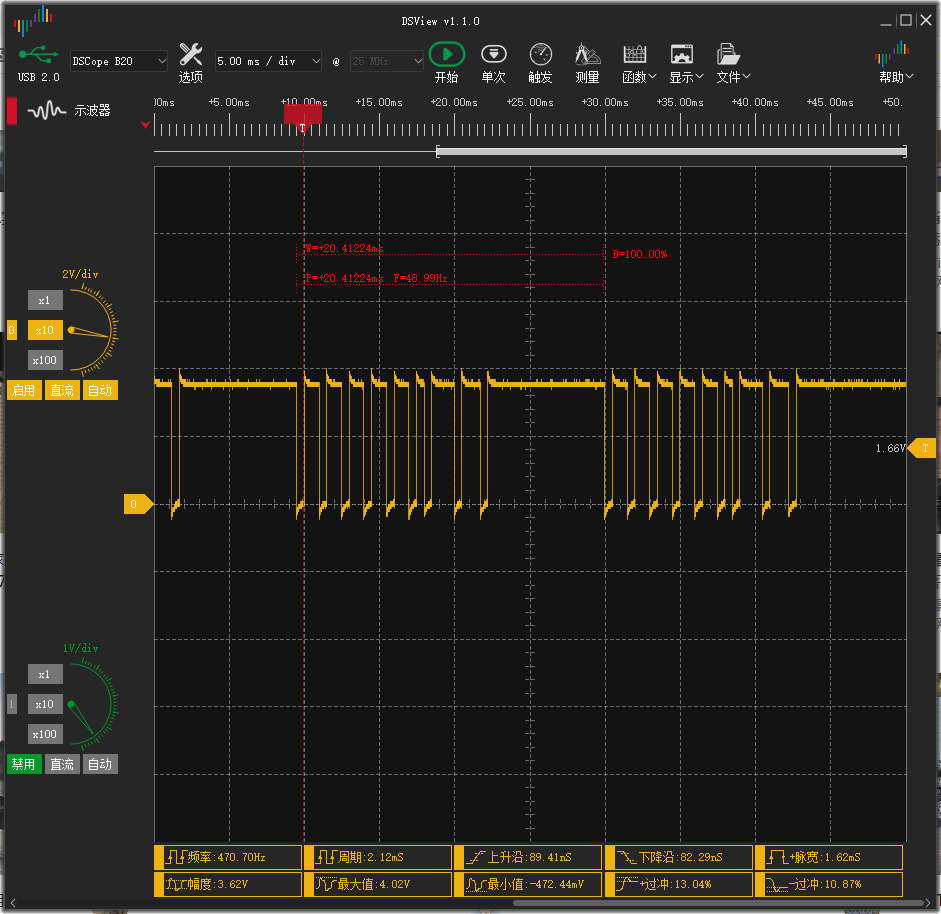 DSView v1.1.0
USB 2.0
DSCope B20
选项
5.00 ms / div
@
25 MHz
开始
单次
触发
测量
函数
显示
文件
帮助
示波器
00ms +5.00ms +10.00ms +15.00ms +20.00ms +25.00ms +30.00ms +35.00ms +40.00ms +45.00ms +50.
T
W=+20.41224ms
D=100.00%
P=+20.41224ms F=48.99Hz
2V/div
x1
0
x10
x100
启用 直流 自动
1.66V
T
0
1V/div
x1
1
x10
x100
禁用 直流 自动
频率:470.70Hz 周期:2.12mS 上升沿:89.41nS 下降沿:82.29nS +脉宽:1.62mS
幅度:3.62V 最大值:4.02V 最小值:-472.44mV +过冲:13.04% -过冲:10.87%